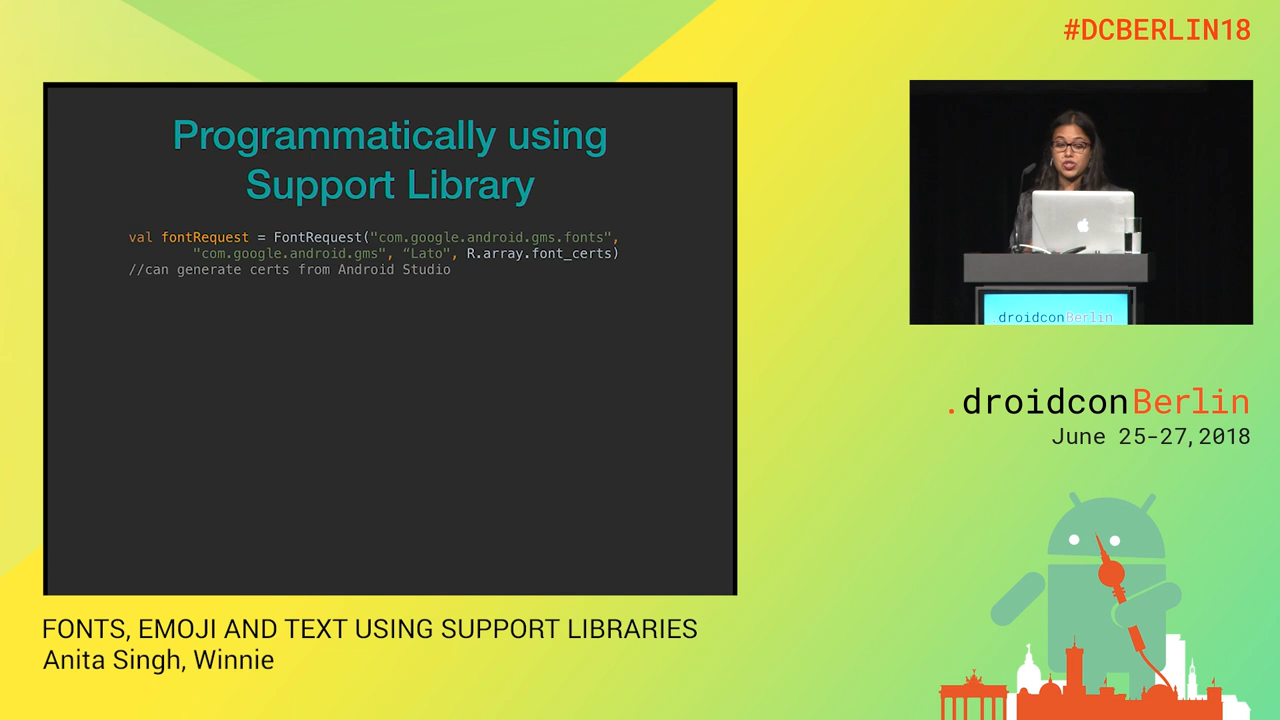 #DCBERLIN18
Programmatically using
Support Library
val fontRequest = FontRequest("com.google.android.gms.fonts",
"com.google.android.gms", “Lato", R.array.font_certs)
//can generate certs from Android Studio
droidconBerlin
.droidconBerlin
June 25-27, 2018
FONTS, EMOJI AND TEXT USING SUPPORT LIBRARIES
Anita Singh, Winnie